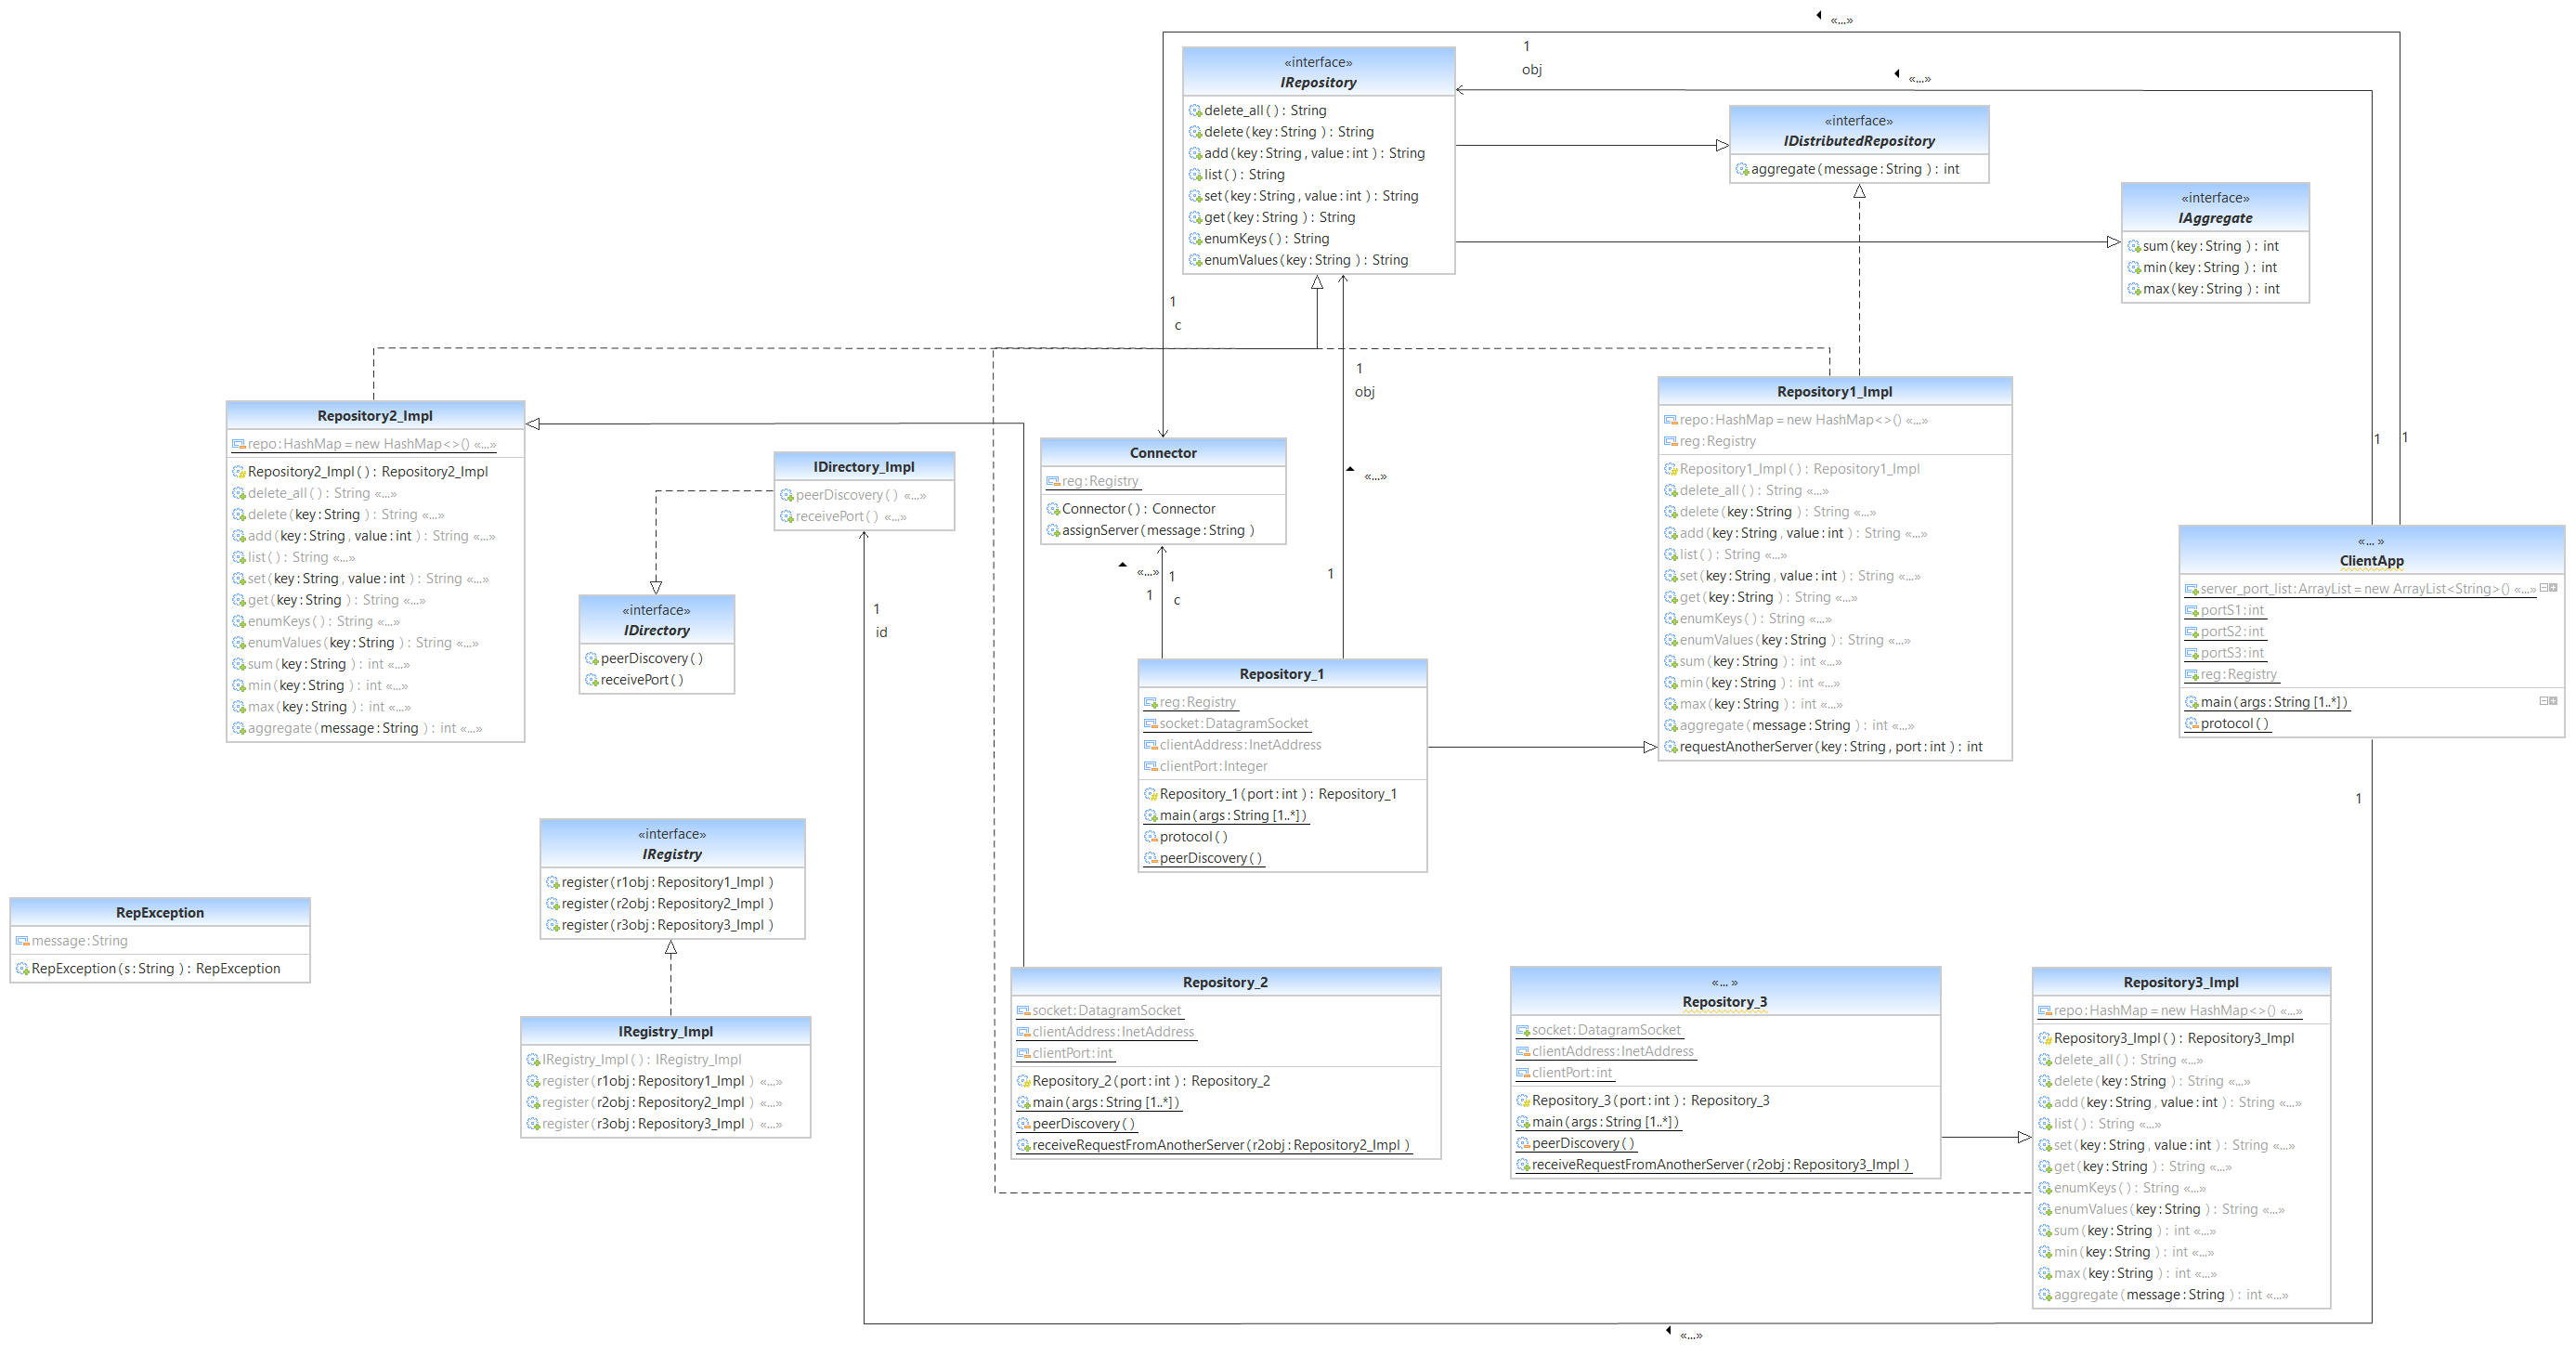 «...»
1
obj
«...»
«interface»
IRepository
delete_all ( ) : String
delete ( key : String ) : String
add ( key : String , value : int ) : String
list ( ) : String
set ( key : String , value : int ) : String
get ( key : String ) : String
enumKeys ( ) : String
enumValues ( key : String ) : String
«interface»
IDistributedRepository
aggregate ( message : String ) : int
«interface»
IAggregate
sum ( key : String ) : int
min ( key : String ) : int
max ( key : String ) : int
1
c
1
obj
«...»
1
Repository2_Impl
repo : HashMap = new HashMap<>() «...»
Repository2_Impl ( ) : Repository2_Impl
delete_all ( ) : String «...»
delete ( key : String ) : String «...»
add ( key : String , value : int ) : String «...»
list ( ) : String «...»
set ( key : String , value : int ) : String «...»
get ( key : String ) : String «...»
enumKeys ( ) : String «...»
enumValues ( key : String ) : String «...»
sum ( key : String ) : int «...»
min ( key : String ) : int «...»
max ( key : String ) : int «...»
aggregate ( message : String ) : int «...»
IDirectory_Impl
peerDiscovery ( ) «...»
receivePort ( ) «...»
«interface»
IDirectory
peerDiscovery ( )
receivePort ( )
1
id
Connector
reg : Registry
Connector ( ) : Connector
assignServer ( message : String )
«...»
1
1
c
Repository_1
reg : Registry
socket : DatagramSocket
clientAddress : InetAddress
clientPort : Integer
Repository_1 ( port : int ) : Repository_1
main ( args : String [1..*] )
protocol ( )
peerDiscovery ( )
Repository1_Impl
repo : HashMap = new HashMap<>() «...»
reg : Registry
Repository1_Impl ( ) : Repository1_Impl
delete_all ( ) : String «...»
delete ( key : String ) : String «...»
add ( key : String , value : int ) : String «...»
list ( ) : String «...»
set ( key : String , value : int ) : String «...»
get ( key : String ) : String «...»
enumKeys ( ) : String «...»
enumValues ( key : String ) : String «...»
sum ( key : String ) : int «...»
min ( key : String ) : int «...»
max ( key : String ) : int «...»
aggregate ( message : String ) : int «...»
requestAnotherServer ( key : String , port : int ) : int
1
1
«... »
ClientApp
server_port_list : ArrayList = new ArrayList<String>() «...»
portS1 : int
portS2 : int
portS3 : int
reg : Registry
main ( args : String [1..*] )
protocol ( )
1
«interface»
IRegistry
register ( r1obj : Repository1_Impl )
register ( r2obj : Repository2_Impl )
register ( r3obj : Repository3_Impl )
RepException
message : String
RepException ( s : String ) : RepException
IRegistry_Impl
IRegistry_Impl ( ) : IRegistry_Impl
register ( r1obj : Repository1_Impl ) «...»
register ( r2obj : Repository2_Impl ) «...»
register ( r3obj : Repository3_Impl ) «...»
Repository_2
socket : DatagramSocket
clientAddress : InetAddress
clientPort : int
Repository_2 ( port : int ) : Repository_2
main ( args : String [1..*] )
peerDiscovery ( )
receiveRequestFromAnotherServer ( r2obj : Repository2_Impl )
«... »
Repository_3
socket : DatagramSocket
clientAddress : InetAddress
clientPort : int
Repository_3 ( port : int ) : Repository_3
main ( args : String [1..*] )
peerDiscovery ( )
receiveRequestFromAnotherServer ( r2obj : Repository3_Impl )
Repository3_Impl
repo : HashMap = new HashMap<>() «...»
Repository3_Impl ( ) : Repository3_Impl
delete_all ( ) : String «...»
delete ( key : String ) : String «...»
add ( key : String , value : int ) : String «...»
list ( ) : String «...»
set ( key : String , value : int ) : String «...»
get ( key : String ) : String «...»
enumKeys ( ) : String «...»
enumValues ( key : String ) : String «...»
sum ( key : String ) : int «...»
min ( key : String ) : int «...»
max ( key : String ) : int «...»
aggregate ( message : String ) : int «...»
«...»